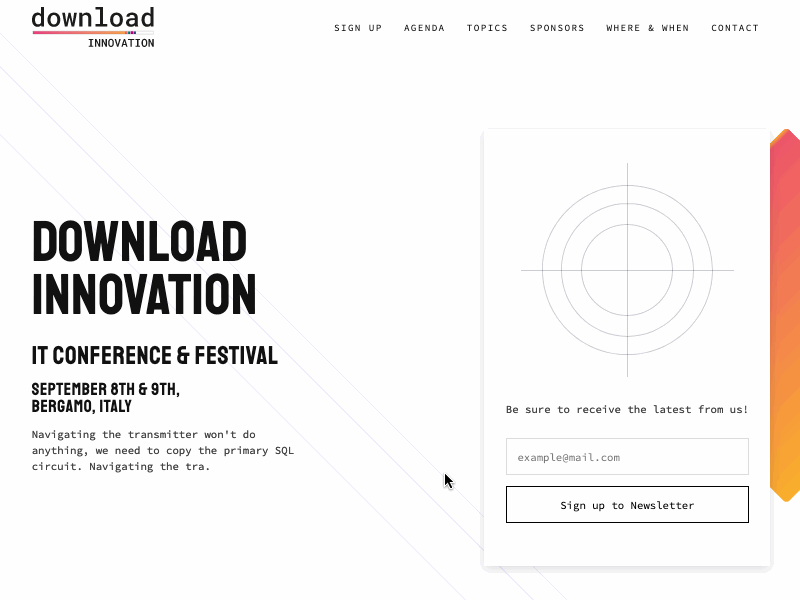 download
INNOVATION
SIGN UP AGENDA TOPICS SPONSORS WHERE & WHEN CONTACT
DOWNLOAD
INNOVATION
IT CONFERENCE & FESTIVAL
SEPTEMBER 8TH & 9TH,
BERGAMO, ITALY
Navigating the transmitter won't do
anything, we need to copy the primary SQL
circuit. Navigating the tra.
Be sure to receive the latest from us!
example@mail.com
Sign up to Newsletter